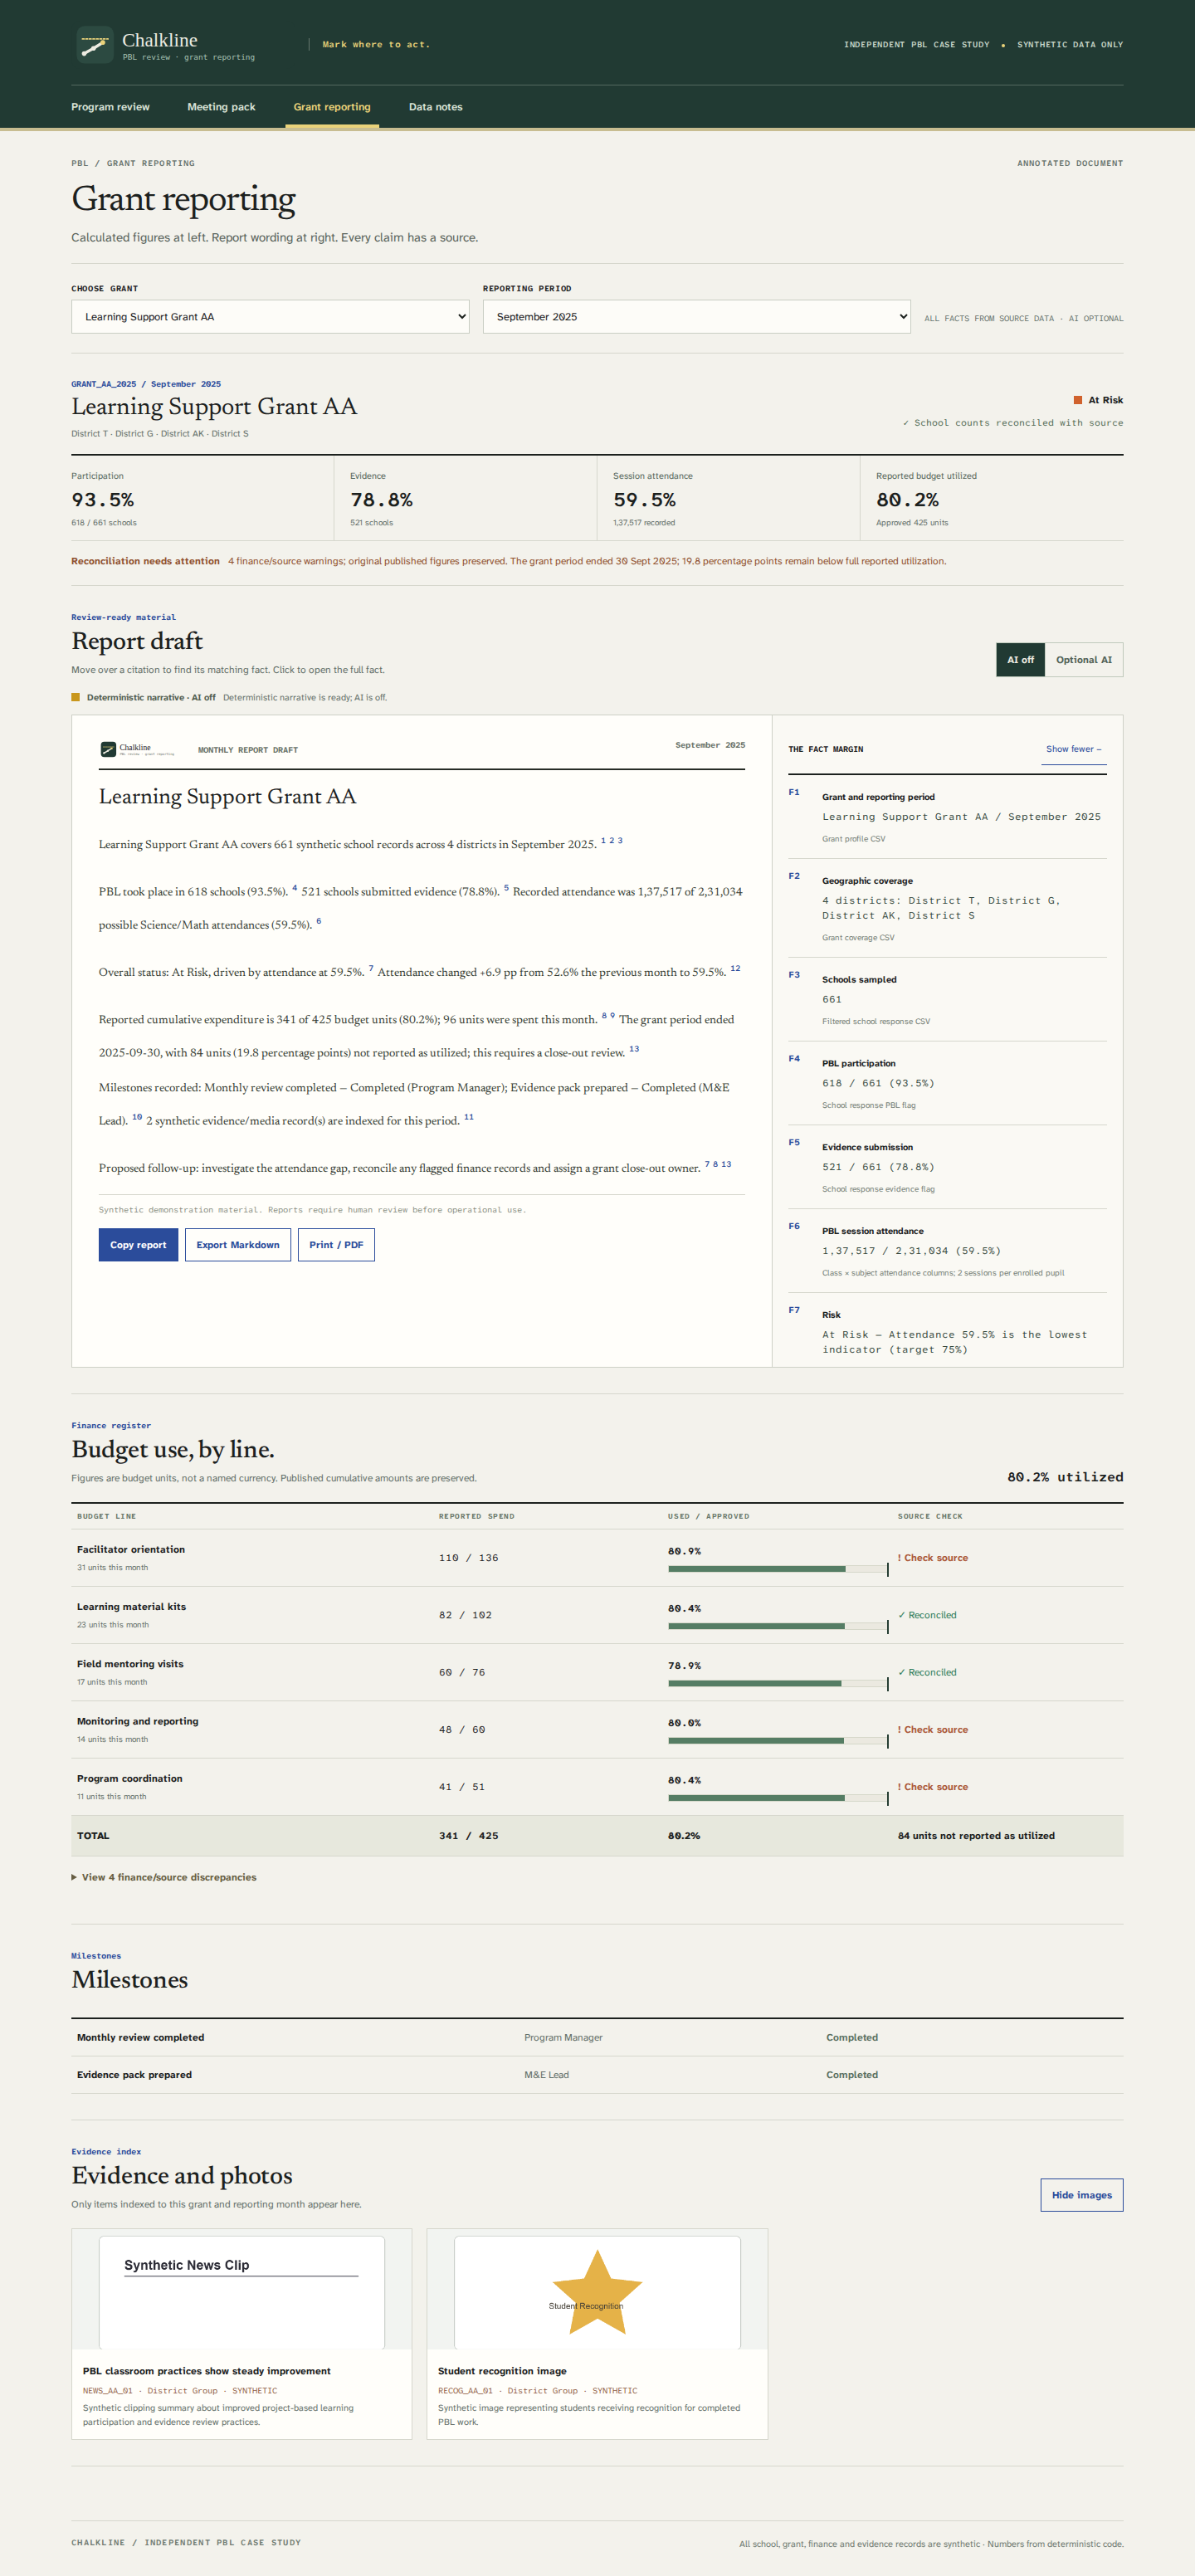 Chalkline
PBL review · grant reporting
Mark where to act.
INDEPENDENT PBL CASE STUDY • SYNTHETIC DATA ONLY
Program review
Meeting pack
Grant reporting
Data notes
PBL / GRANT REPORTING
ANNOTATED DOCUMENT
Grant reporting
Calculated figures at left. Report wording at right. Every claim has a source.
CHOOSE GRANT
Learning Support Grant AA
REPORTING PERIOD
September 2025
ALL FACTS FROM SOURCE DATA · AI OPTIONAL
GRANT_AA_2025 / September 2025
Learning Support Grant AA
District T · District G · District AK · District S
At Risk
✓ School counts reconciled with source
Participation
93.5%
618 / 661 schools
Evidence
78.8%
521 schools
Session attendance
59.5%
1,37,517 recorded
Reported budget utilized
80.2%
Approved 425 units
Reconciliation needs attention 4 finance/source warnings; original published figures preserved. The grant period ended 30 Sept 2025; 19.8 percentage points remain below full reported utilization.
Review-ready material
Report draft
Move over a citation to find its matching fact. Click to open the full fact.
AI off
Optional AI
Deterministic narrative - AI off Deterministic narrative is ready; AI is off.
Chalkline
PBL review · grant reporting
MONTHLY REPORT DRAFT
September 2025
Learning Support Grant AA
Learning Support Grant AA covers 661 synthetic school records across 4 districts in September 2025. 1 2 3
PBL took place in 618 schools (93.5%). 4 521 schools submitted evidence (78.8%). 5 Recorded attendance was 1,37,517 of 2,31,034
possible Science/Math attendances (59.5%). 6
Overall status: At Risk, driven by attendance at 59.5%. 7 Attendance changed +6.9 pp from 52.6% the previous month to 59.5%. 12
Reported cumulative expenditure is 341 of 425 budget units (80.2%); 96 units were spent this month. 8 9 The grant period ended
2025-09-30, with 84 units (19.8 percentage points) not reported as utilized; this requires a close-out review. 13
Milestones recorded: Monthly review completed — Completed (Program Manager); Evidence pack prepared — Completed (M&E
Lead). 10 2 synthetic evidence/media record(s) are indexed for this period. 11
Proposed follow-up: investigate the attendance gap, reconcile any flagged finance records and assign a grant close-out owner. 7 8 13
Synthetic demonstration material. Reports require human review before operational use.
Copy report
Export Markdown
Print / PDF
THE FACT MARGIN
Show fewer −
F1
Grant and reporting period
Learning Support Grant AA / September 2025
Grant profile CSV
F2
Geographic coverage
4 districts: District T, District G,
District AK, District S
Grant coverage CSV
F3
Schools sampled
661
Filtered school response CSV
F4
PBL participation
618 / 661 (93.5%)
School response PBL flag
F5
Evidence submission
521 / 661 (78.8%)
School response evidence flag
F6
PBL session attendance
1,37,517 / 2,31,034 (59.5%)
Class × subject attendance columns; 2 sessions per enrolled pupil
F7
Risk
At Risk — Attendance 59.5% is the lowest
indicator (target 75%)
Finance register
Budget use, by line.
Figures are budget units, not a named currency. Published cumulative amounts are preserved.
80.2% utilized
BUDGET LINE
REPORTED SPEND
USED / APPROVED
SOURCE CHECK
Facilitator orientation
31 units this month
110 / 136
80.9%
! Check source
Learning material kits
23 units this month
82 / 102
80.4%
✓ Reconciled
Field mentoring visits
17 units this month
60 / 76
78.9%
✓ Reconciled
Monitoring and reporting
14 units this month
48 / 60
80.0%
! Check source
Program coordination
11 units this month
41 / 51
80.4%
! Check source
TOTAL
341 / 425
80.2%
84 units not reported as utilized
▶ View 4 finance/source discrepancies
Milestones
Milestones
Monthly review completed
Program Manager
Completed
Evidence pack prepared
M&E Lead
Completed
Evidence index
Evidence and photos
Only items indexed to this grant and reporting month appear here.
Hide images
Synthetic News Clip
PBL classroom practices show steady improvement
NEWS_AA_01 · District Group · SYNTHETIC
Synthetic clipping summary about improved project-based learning
participation and evidence review practices.
Student Recognition
Student recognition image
RECOG_AA_01 · District Group · SYNTHETIC
Synthetic image representing students receiving recognition for completed
PBL work.
CHALKLINE / INDEPENDENT PBL CASE STUDY
All school, grant, finance and evidence records are synthetic · Numbers from deterministic code.